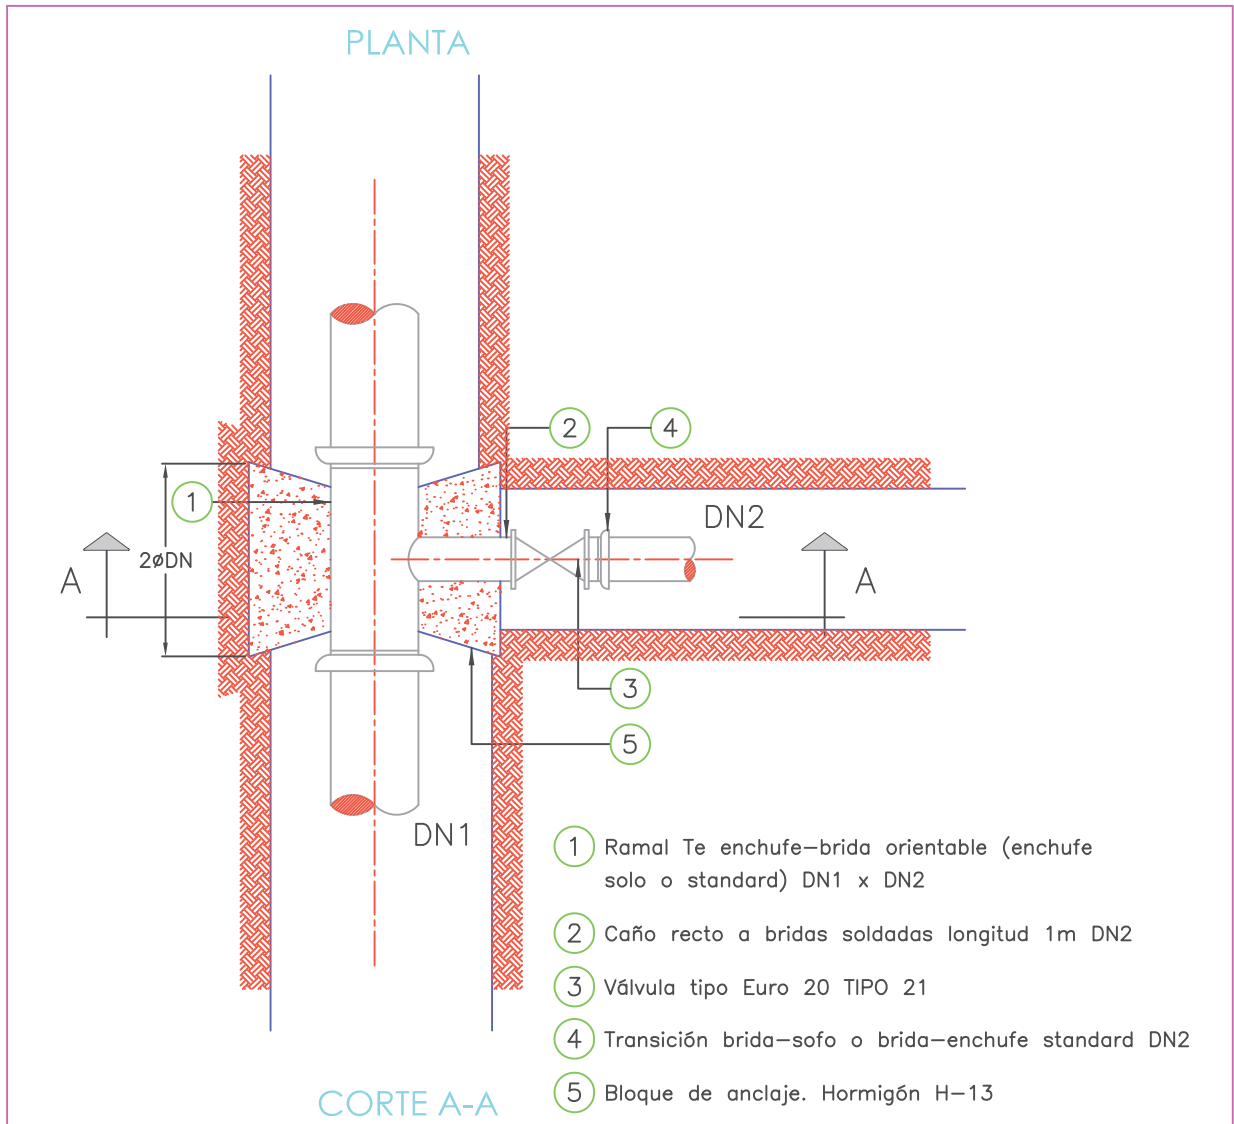 PLANTA
2
4
1
DN2
2øDN
A
A
3
5
DN1
1 Ramal Te enchufe-brida orientable (enchufe
solo o standard) DN1 x DN2
2 Caño recto a bridas soldadas longitud 1m DN2
3 Válvula tipo Euro 20 TIPO 21
4 Transición brida-sofo o brida-enchufe standard DN2
5 Bloque de anclaje. Hormigón H-13
CORTE A-A